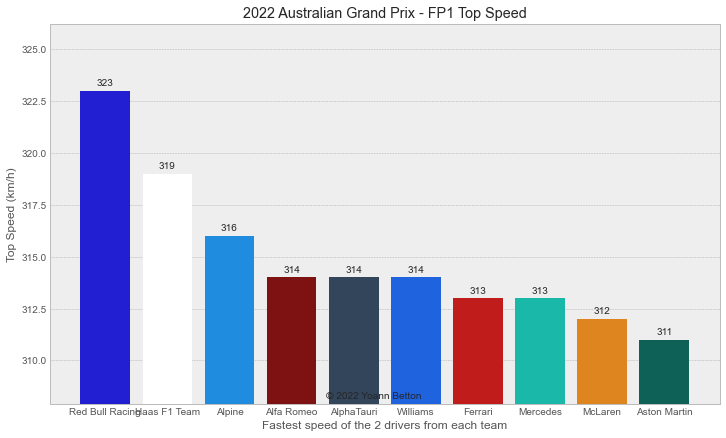 2022 Australian Grand Prix - FP1 Top Speed
Top Speed (km/h)
325.0
322.5
320.0
317.5
315.0
312.5
310.0
323
319
316
314
314
314
313
313
312
311
© 2022 Yoann Betton
Red Bull Racing
Haas F1 Team
Alpine
Alfa Romeo
AlphaTauri
Williams
Ferrari
Mercedes
McLaren
Aston Martin
Fastest speed of the 2 drivers from each team